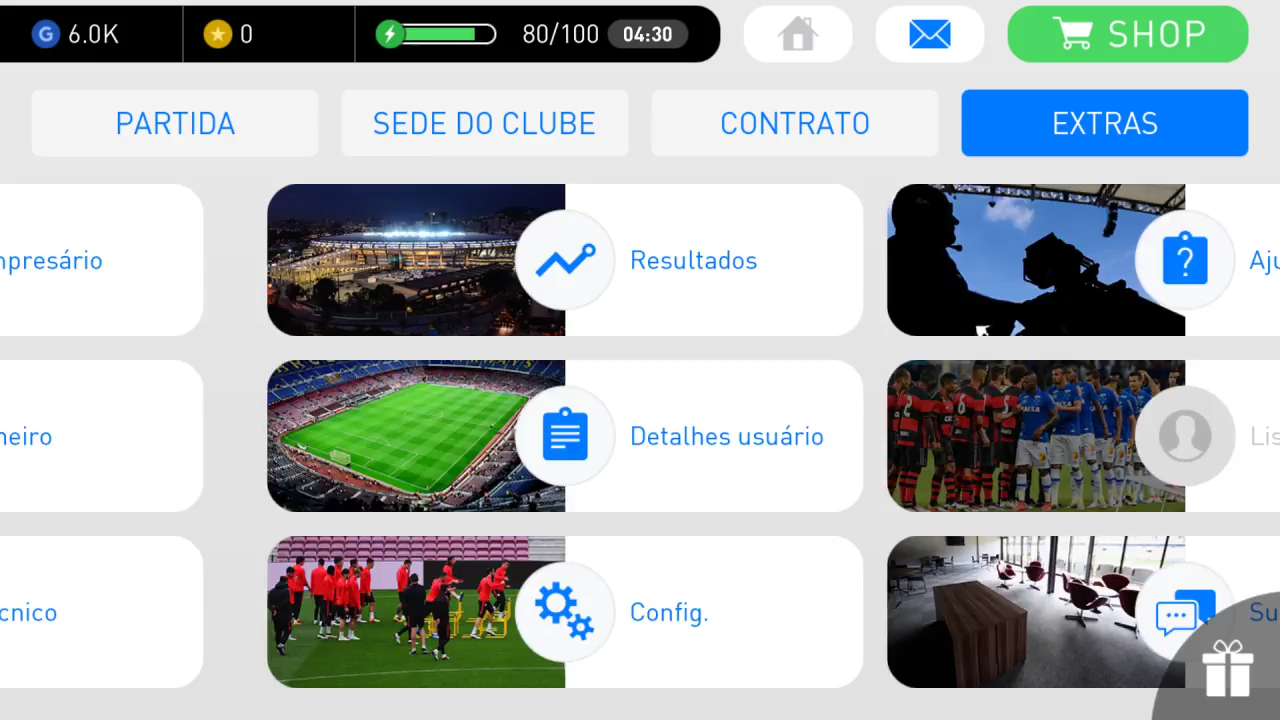 G 6.0K
0
80/100 04:30
SHOP
PARTIDA
SEDE DO CLUBE
CONTRATO
EXTRAS
Resultados
Detalhes usuário
Config.